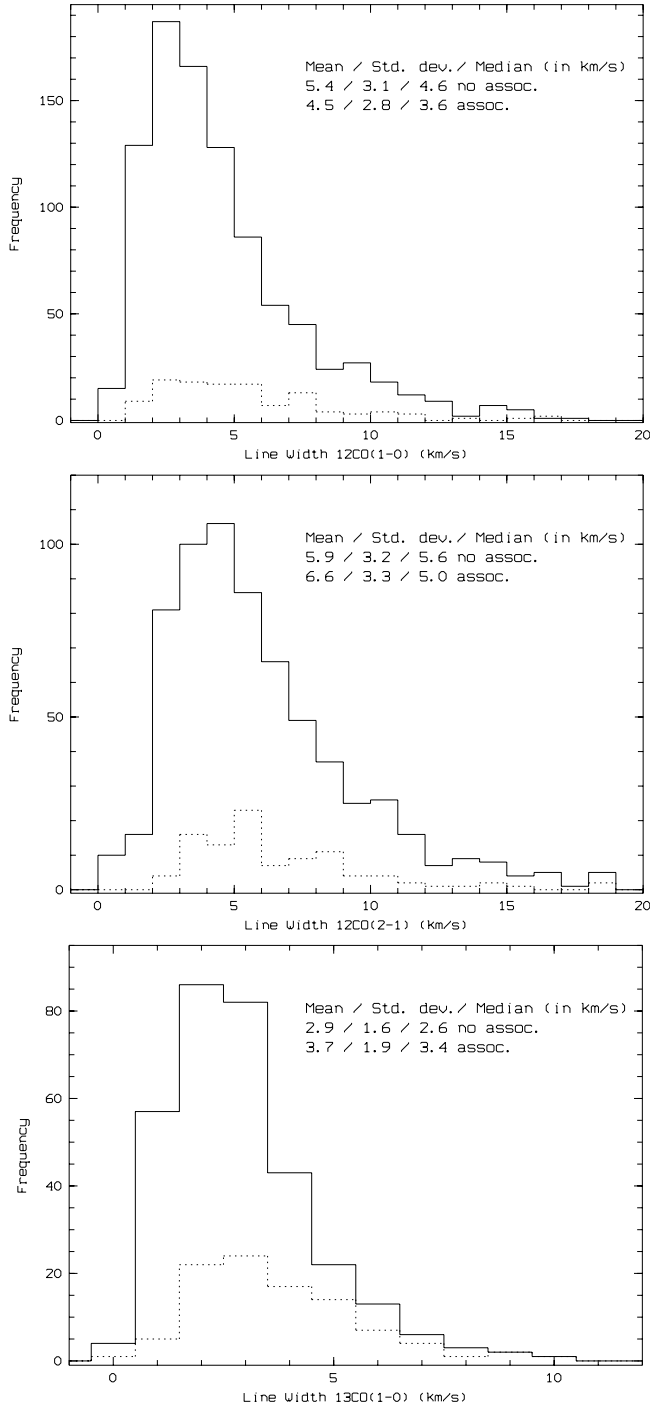 Mean / Std. dev./ Median (in km/s)
5.4 / 3.1 / 4.6 no assoc.
4.5 / 2.8 / 3.6 assoc.
Frequency
150
100
50
0
0 5 10 15 20
Line Width 12CO(1-0) (km/s)
Mean / Std. dev./ Median (in km/s)
5.9 / 3.2 / 5.6 no assoc.
6.6 / 3.3 / 5.0 assoc.
Frequency
100
50
0
0 5 10 15 20
Line Width 12CO(2-1) (km/s)
Mean / Std. dev./ Median (in km/s)
2.9 / 1.6 / 2.6 no assoc.
3.7 / 1.9 / 3.4 assoc.
Frequency
80
60
40
20
0
0 5 10
Line Width 13CO(1-0) (km/s)